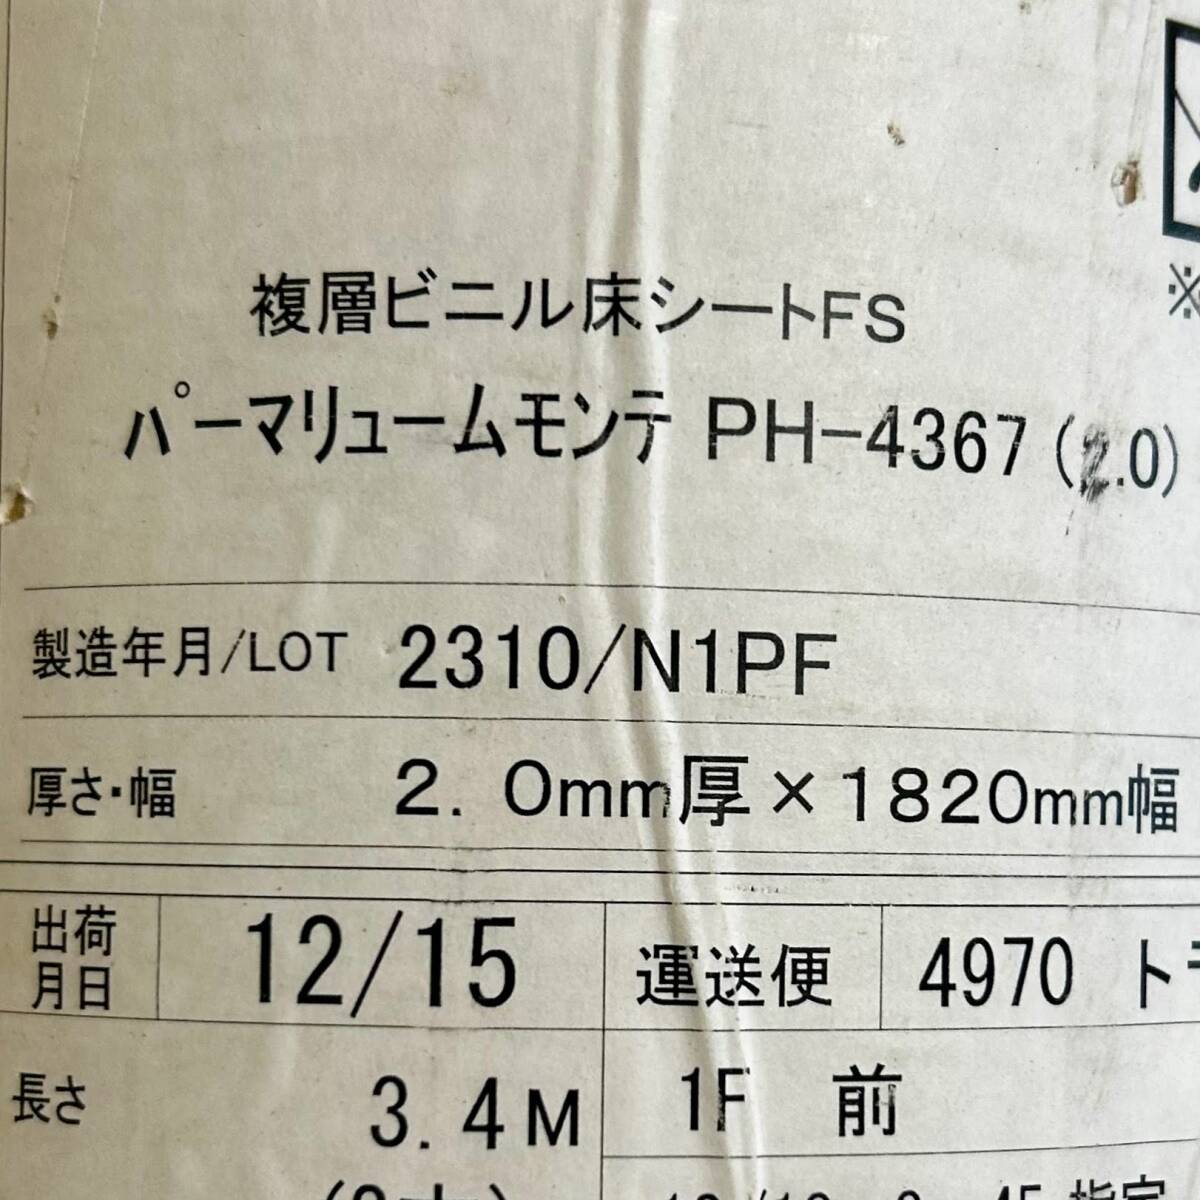 ※
複層ビニル床シートFS
パーマリュームモンテ PH-4367 (2.0)
製造年月/LOT 2310/N1PF
厚さ・幅 2.0mm厚×1820mm幅
出荷月日 12/15 運送便 4970 ト
長さ 3.4M 1F 前